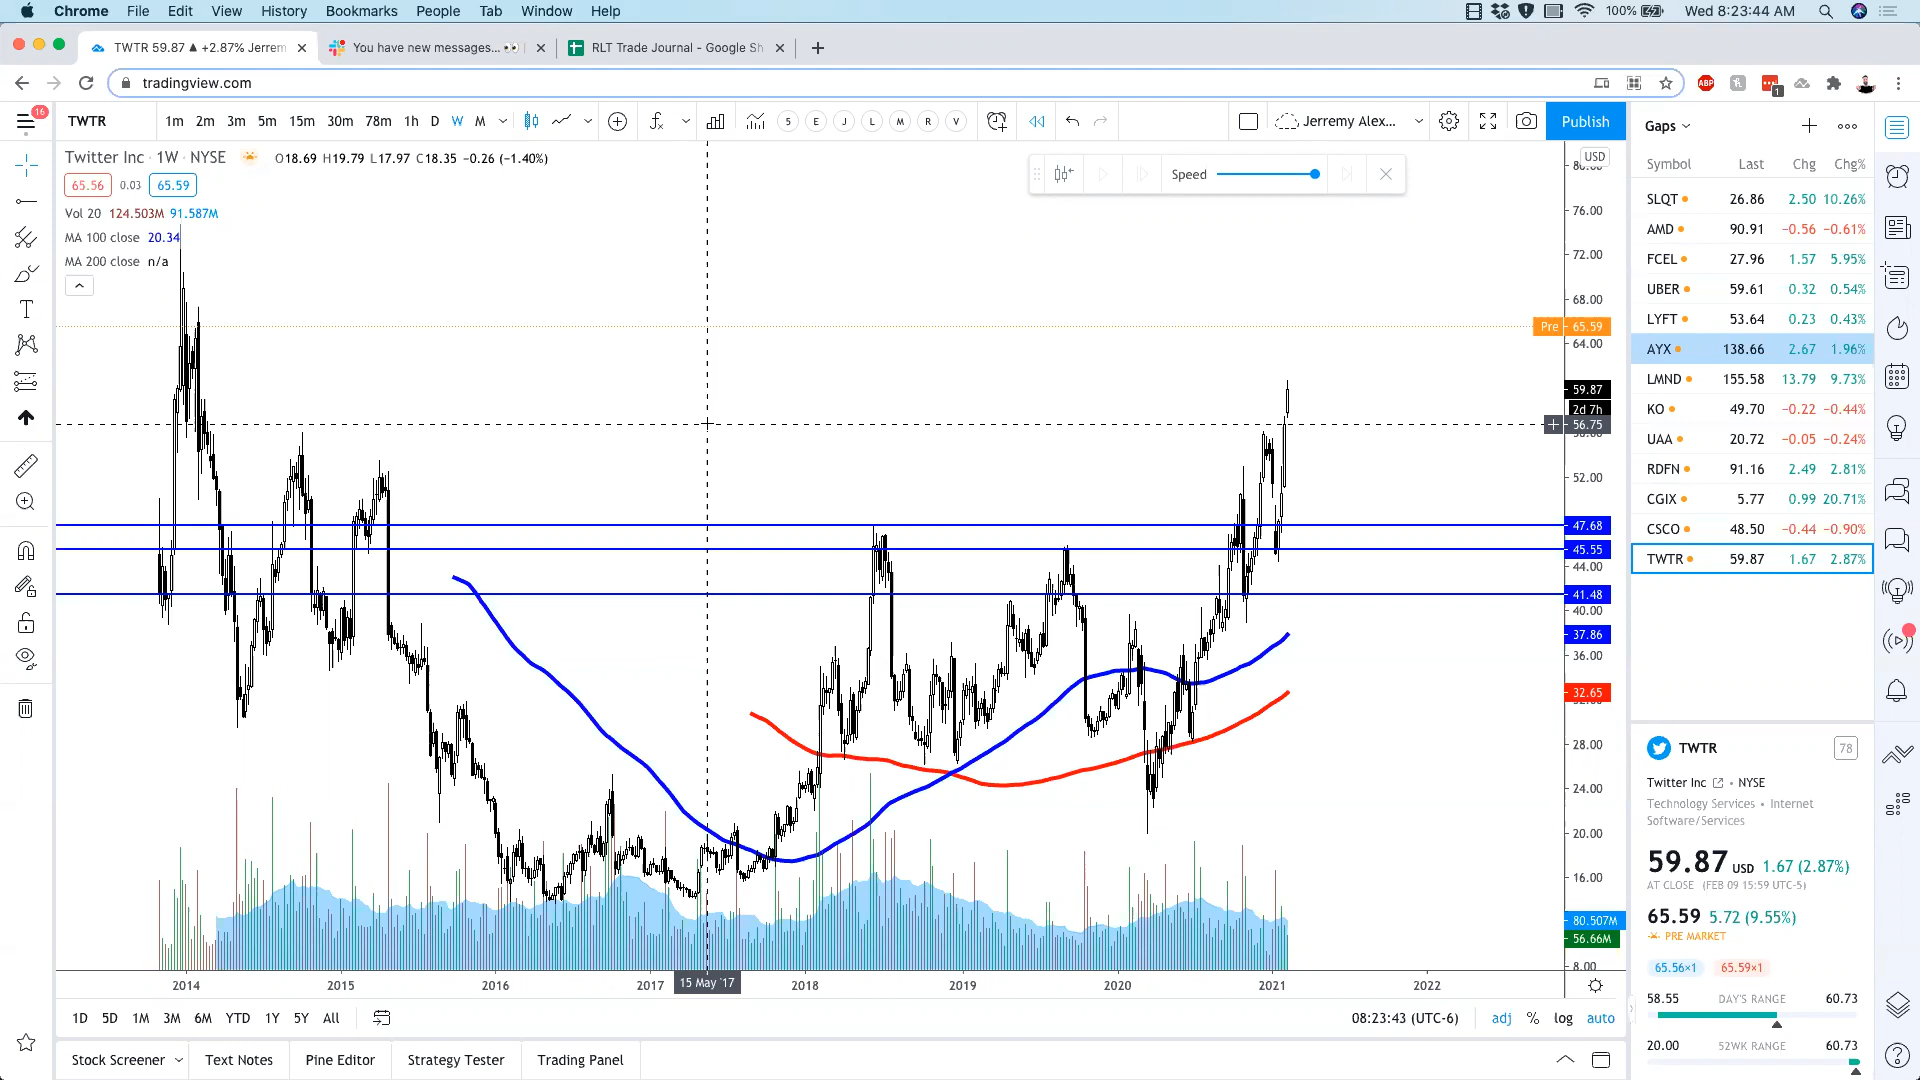 Chrome File Edit View History Bookmarks People Tab Window Help 100% Wed 8:23:44 AM
TWTR 59.87 ▲ +2.87% Jerrem You have new messages... RLT Trade Journal - Google Sh
tradingview.com ABP 1
16 TWTR 1m 2m 3m 5m 15m 30m 78m 1h D W M 5 E J L M R V Jeremy Alex... Publish
Gaps
Twitter Inc · 1W · NYSE O18.69 H19.79 L17.97 C18.35 −0.26 (−1.40%)
65.56 0.03 65.59
Vol 20 124.503M 91.587M
MA 100 close 20.34
MA 200 close n/a
Speed
USD
76.00
72.00
68.00
Pre 65.59
64.00
59.87
2d 7h
56.75
52.00
47.68
45.55
44.00
41.48
40.00
37.86
36.00
32.65
28.00
24.00
20.00
16.00
80.507M
56.66M
8.00
2014 2015 2016 2017 15 May '17 2018 2019 2020 2021 2022
1D 5D 1M 3M 6M YTD 1Y 5Y All 08:23:43 (UTC-6) adj % log auto
Stock Screener Text Notes Pine Editor Strategy Tester Trading Panel
Symbol Last Chg Chg%
SLQT 26.86 2.50 10.26%
AMD 90.91 −0.56 −0.61%
FCEL 27.96 1.57 5.95%
UBER 59.61 0.32 0.54%
LYFT 53.64 0.23 0.43%
AYX 138.66 2.67 1.96%
LMND 155.58 13.79 9.73%
KO 49.70 −0.22 −0.44%
UAA 20.72 −0.05 −0.24%
RDFN 91.16 2.49 2.81%
CGIX 5.77 0.99 20.71%
CSCO 48.50 −0.44 −0.90%
TWTR 59.87 1.67 2.87%
TWTR 78
Twitter Inc • NYSE
Technology Services • Internet
Software/Services
59.87 USD 1.67 (2.87%)
AT CLOSE (FEB 09 15:59 UTC-5)
65.59 5.72 (9.55%)
PRE MARKET
65.56×1 65.59×1
58.55 DAY'S RANGE 60.73
20.00 52WK RANGE 60.73